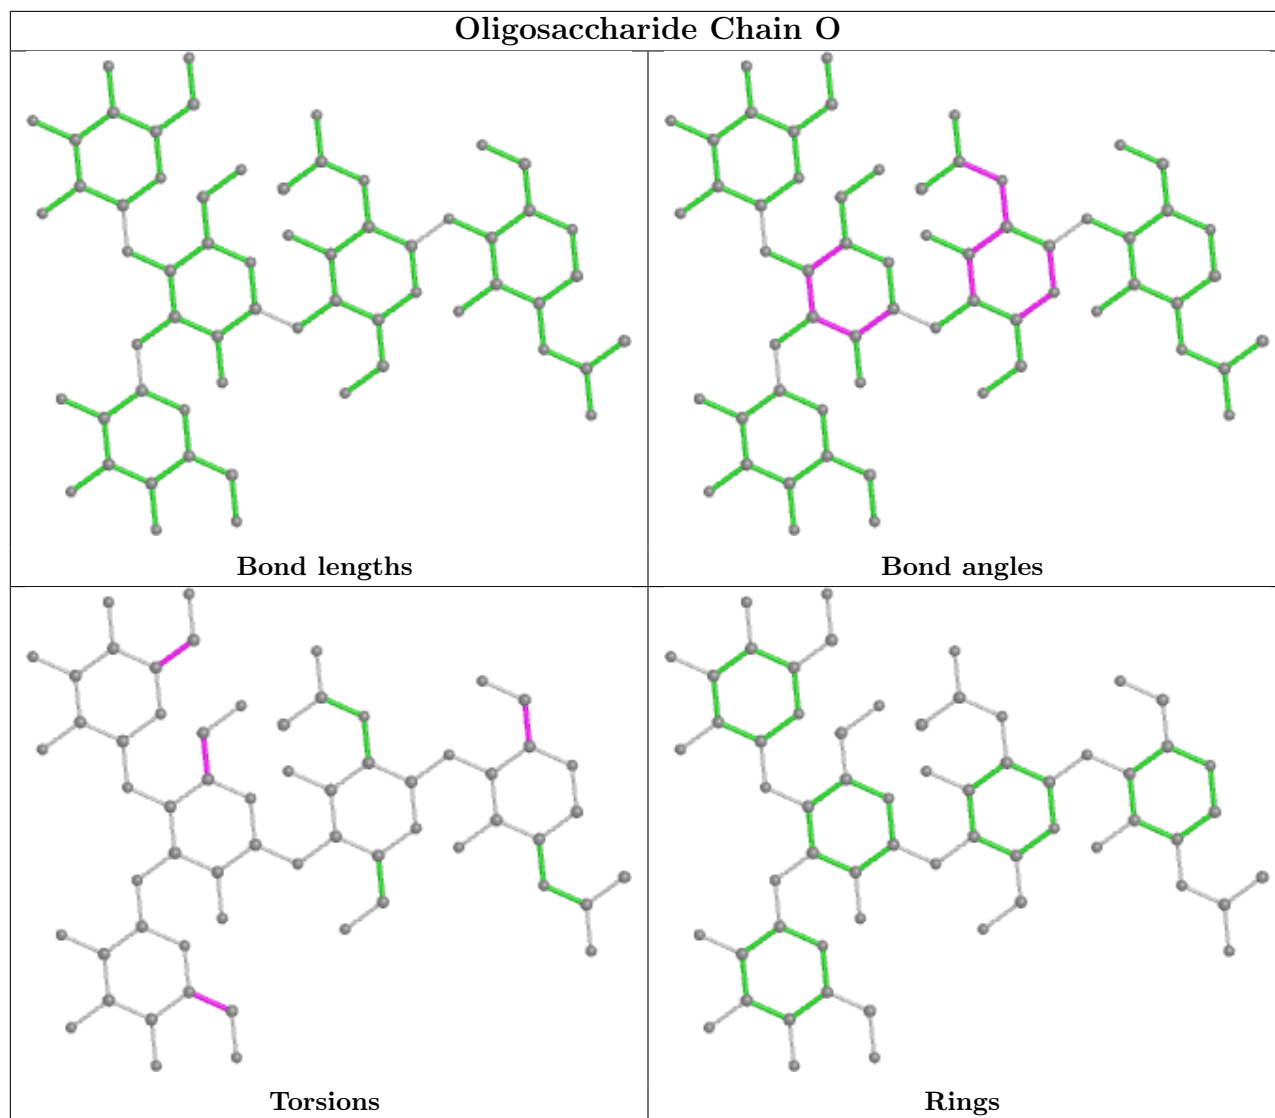 Oligosaccharide Chain O
Bond lengths
Bond angles
Torsions
Rings